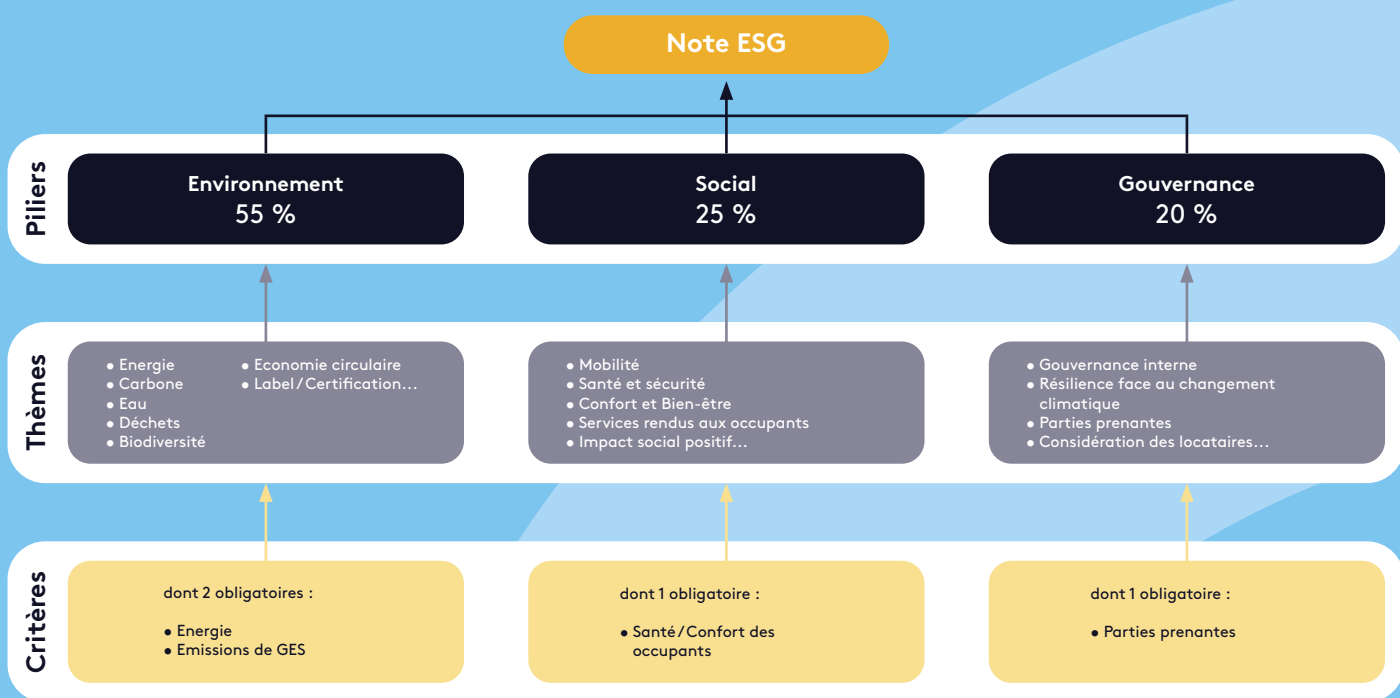 Note ESG
Piliers
Environnement
55 %
Social
25 %
Gouvernance
20 %
Thèmes
• Energie
• Carbone
• Eau
• Déchets
• Biodiversité
• Economie circulaire
• Label / Certification...
• Mobilité
• Santé et sécurité
• Confort et Bien-être
• Services rendus aux occupants
• Impact social positif...
• Gouvernance interne
• Résilience face au changement
climatique
• Parties prenantes
• Considération des locataires...
Critères
dont 2 obligatoires :
• Energie
• Emissions de GES
dont 1 obligatoire :
• Santé / Confort des
occupants
dont 1 obligatoire :
• Parties prenantes